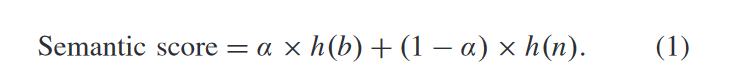 Semantic score = α × h(b) + (1 − α) × h(n). (1)